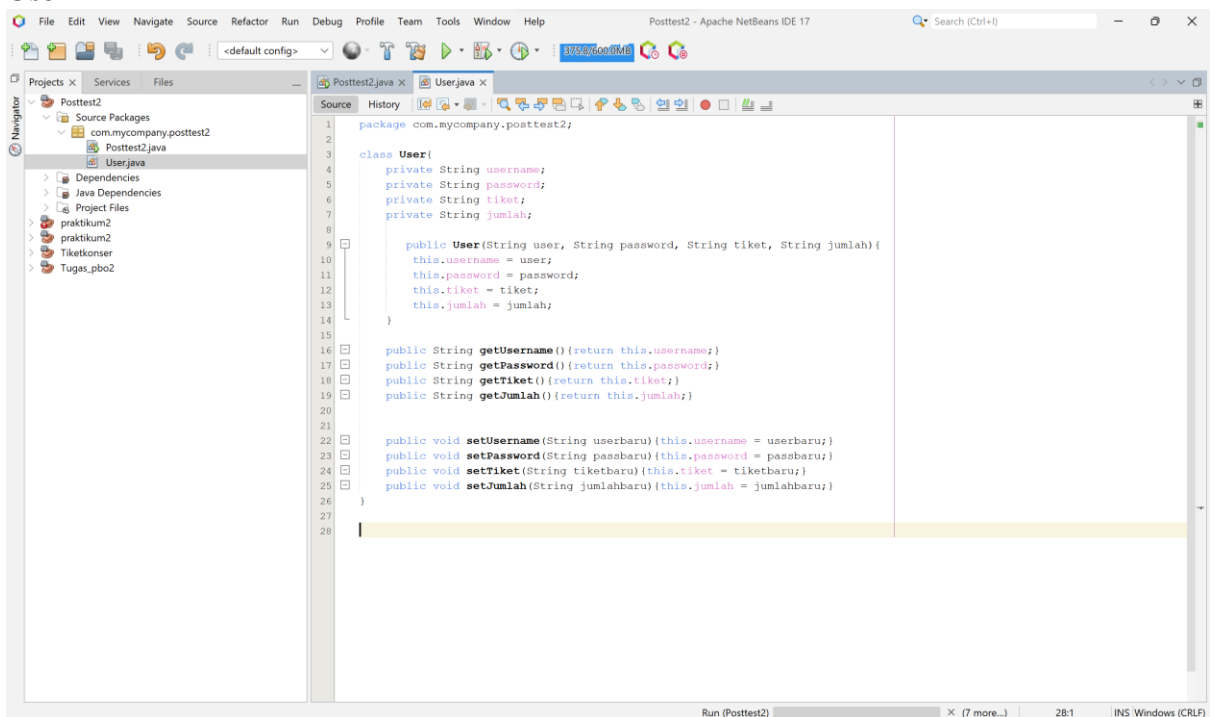 File Edit View Navigate Source Refactor Run Debug Profile Team Tools Window Help Posttest2 - Apache NetBeans IDE 17 Search (Ctrl+I)
<default config> 375.8/600.0MB
Projects Services Files
Navigator
Posttest2
Source Packages
com.mycompany.posttest2
Posttest2.java
User.java
Dependencies
Java Dependencies
Project Files
praktikum2
praktikum2
Tiketkonser
Tugas_pbo2
Posttest2.java User.java
Source History
1 package com.mycompany.posttest2;
2
3 class User{
4 private String username;
5 private String password;
6 private String tiket;
7 private String jumlah;
8
9 public User(String user, String password, String tiket, String jumlah){
10 this.username = user;
11 this.password = password;
12 this.tiket = tiket;
13 this.jumlah = jumlah;
14 }
15
16 public String getUsername(){return this.username;}
17 public String getPassword(){return this.password;}
18 public String getTiket(){return this.tiket;}
19 public String getJumlah(){return this.jumlah;}
20
21
22 public void setUsername(String userbaru){this.username = userbaru;}
23 public void setPassword(String passbaru){this.password = passbaru;}
24 public void setTiket(String tiketbaru){this.tiket = tiketbaru;}
25 public void setJumlah(String jumlahbaru){this.jumlah = jumlahbaru;}
26 }
27
28
Run (Posttest2) (7 more...) 28:1 INS Windows (CRLF)